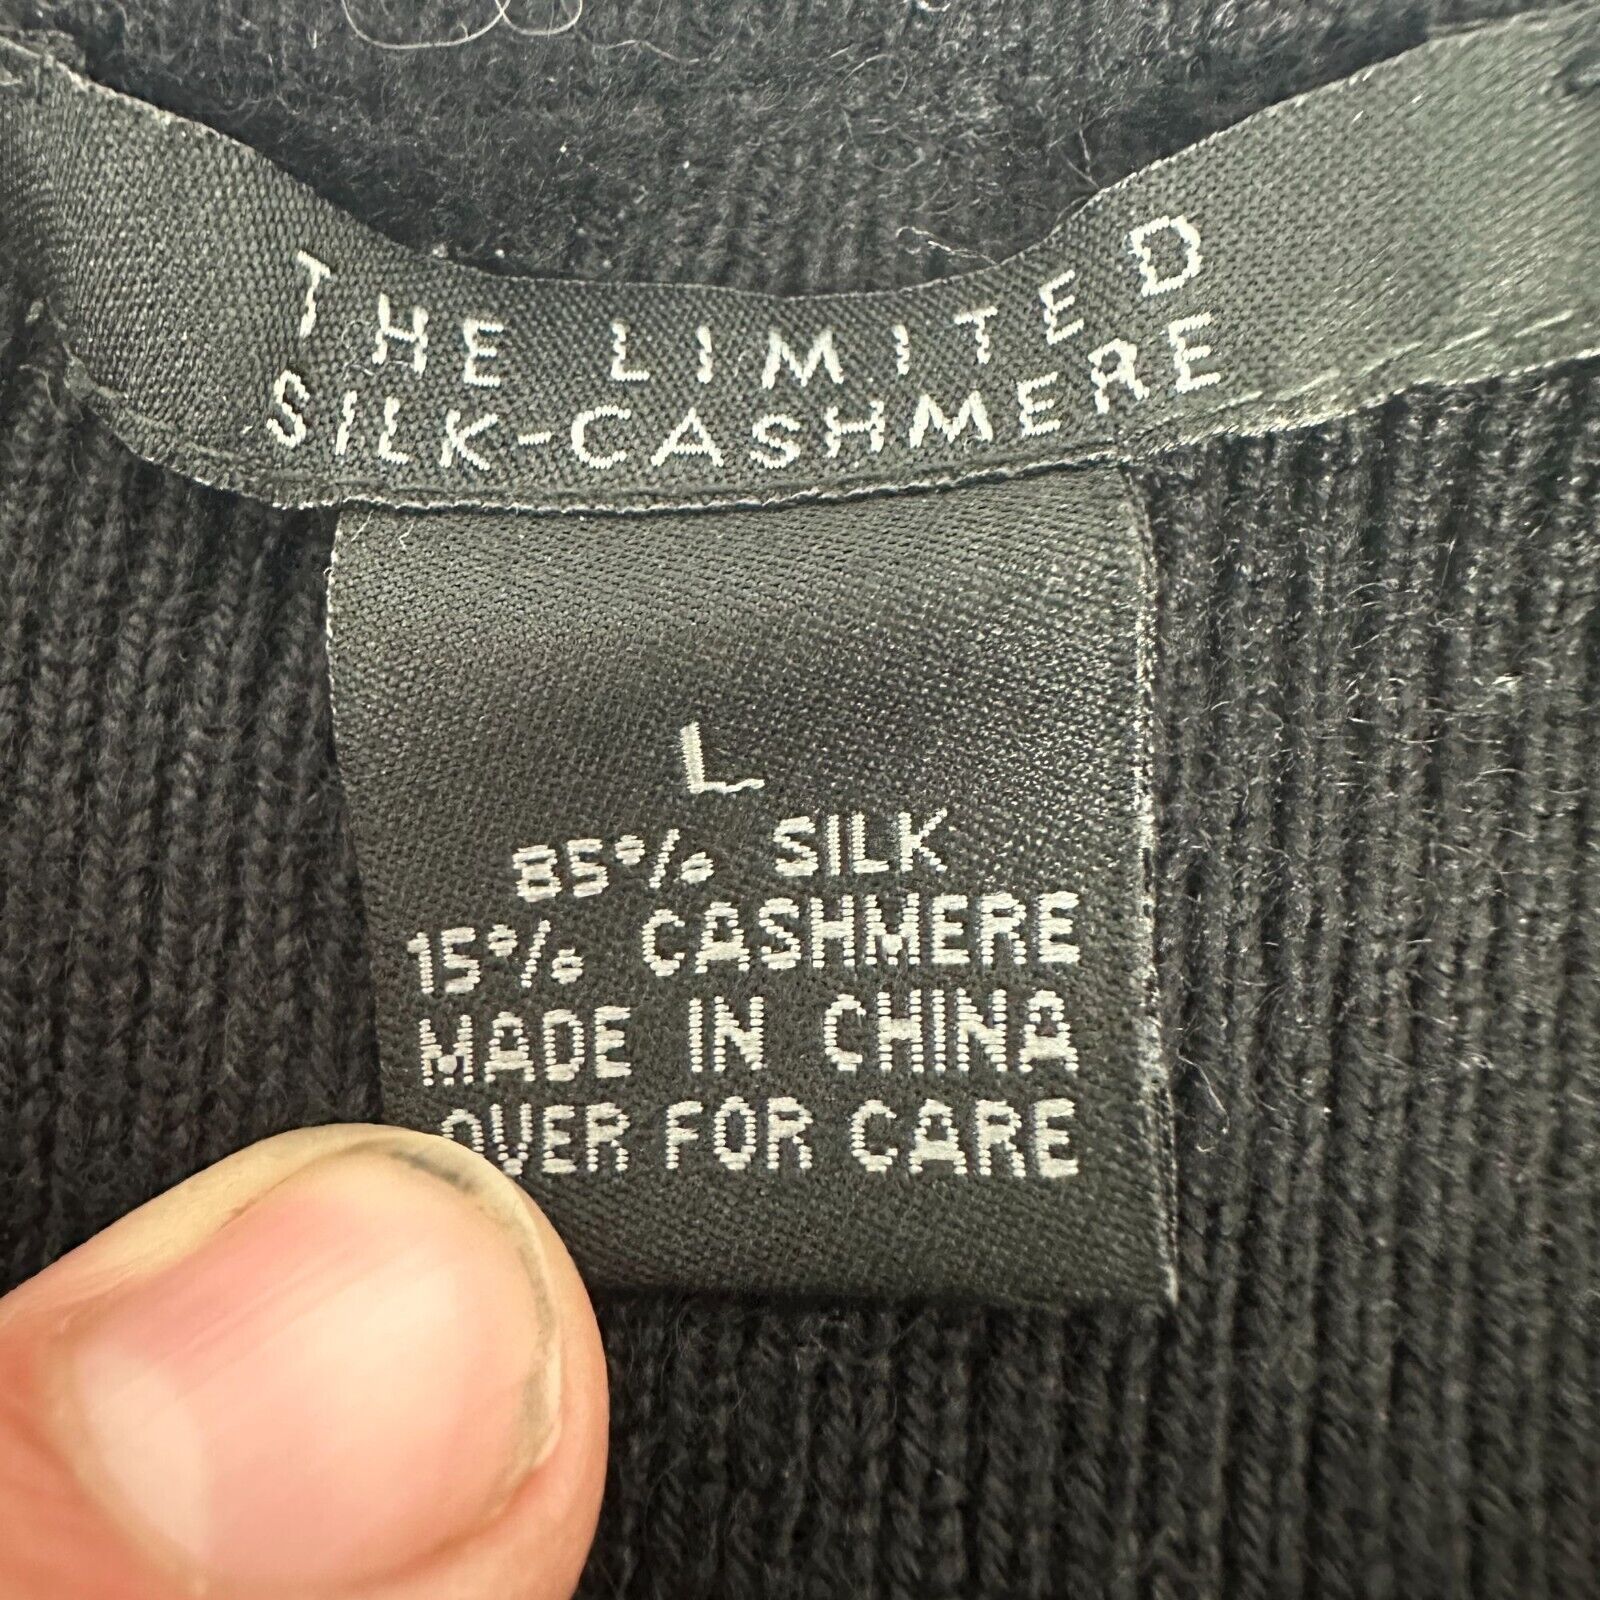 THE LIMITED
SILK-CASHMERE
L
85% SILK
15% CASHMERE
MADE IN CHINA
OVER FOR CARE